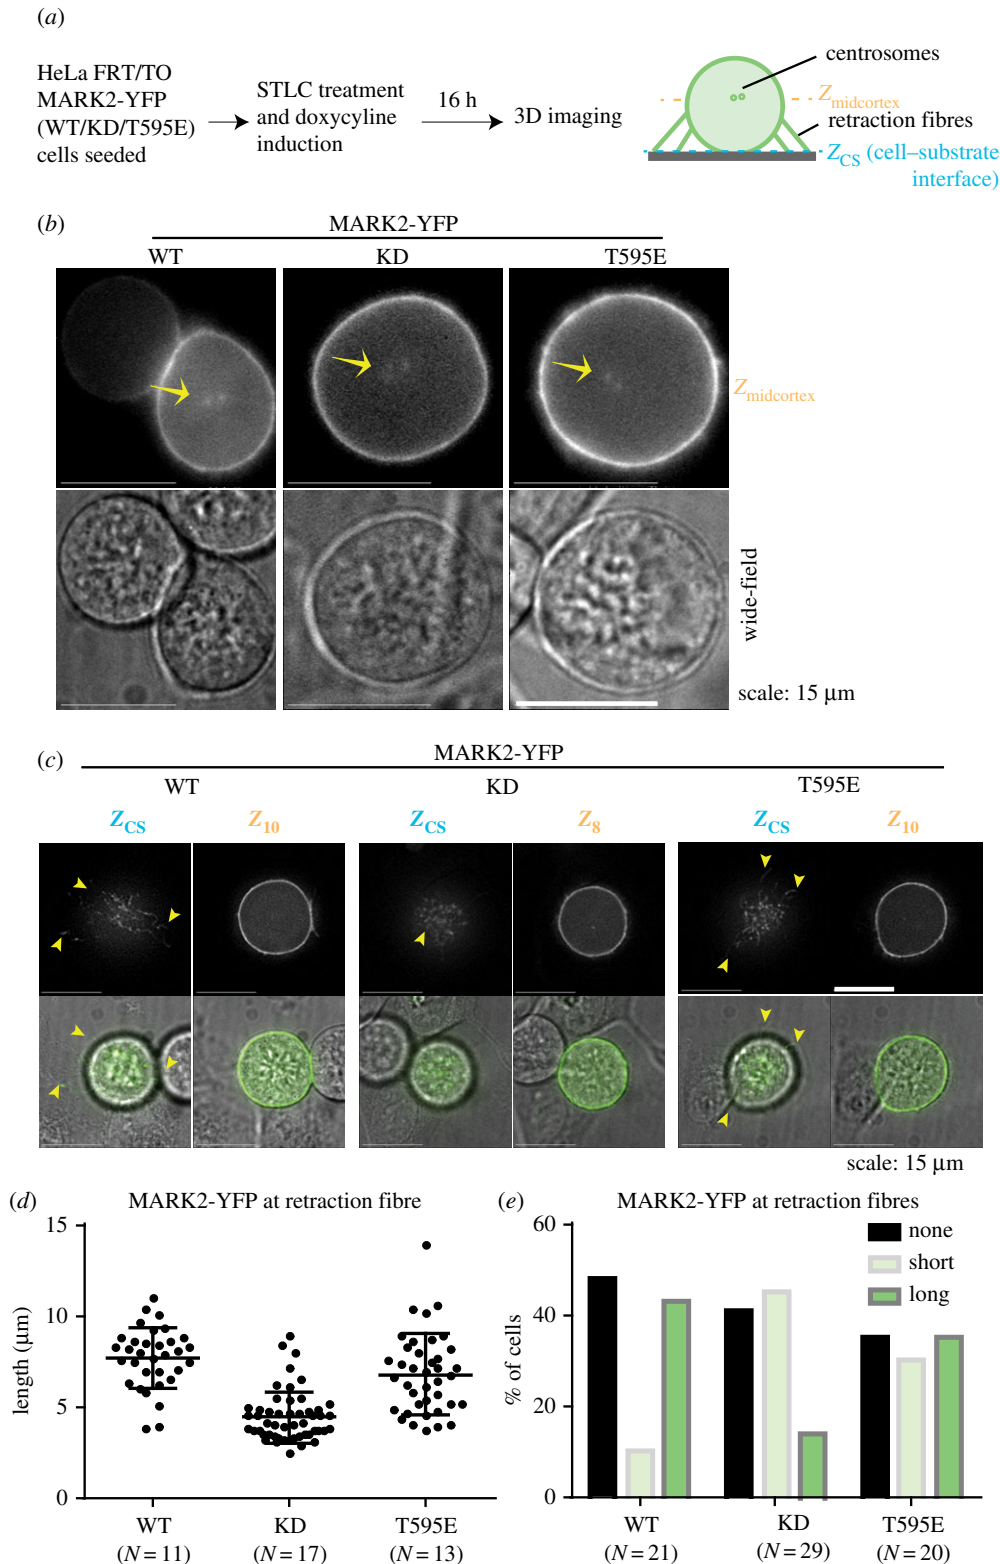 (a)
HeLa FRT/TO
MARK2-YFP
(WT/KD/T595E)
cells seeded
STLC treatment
and doxycyline
induction
16 h
3D imaging
centrosomes
Zmidcortex
retraction fibres
ZCS (cell–substrate
interface)
(b)
MARK2-YFP
WT
KD
T595E
Zmidcortex
wide-field
scale: 15 µm
(c)
MARK2-YFP
WT
KD
T595E
ZCS
Z10
ZCS
Z8
ZCS
Z10
scale: 15 µm
(d)
MARK2-YFP at retraction fibre
length (µm)
15
10
5
0
WT
KD
T595E
(N = 11)
(N = 17)
(N = 13)
(e)
MARK2-YFP at retraction fibres
% of cells
60
40
20
0
none
short
long
WT
KD
T595E
(N = 21)
(N = 29)
(N = 20)